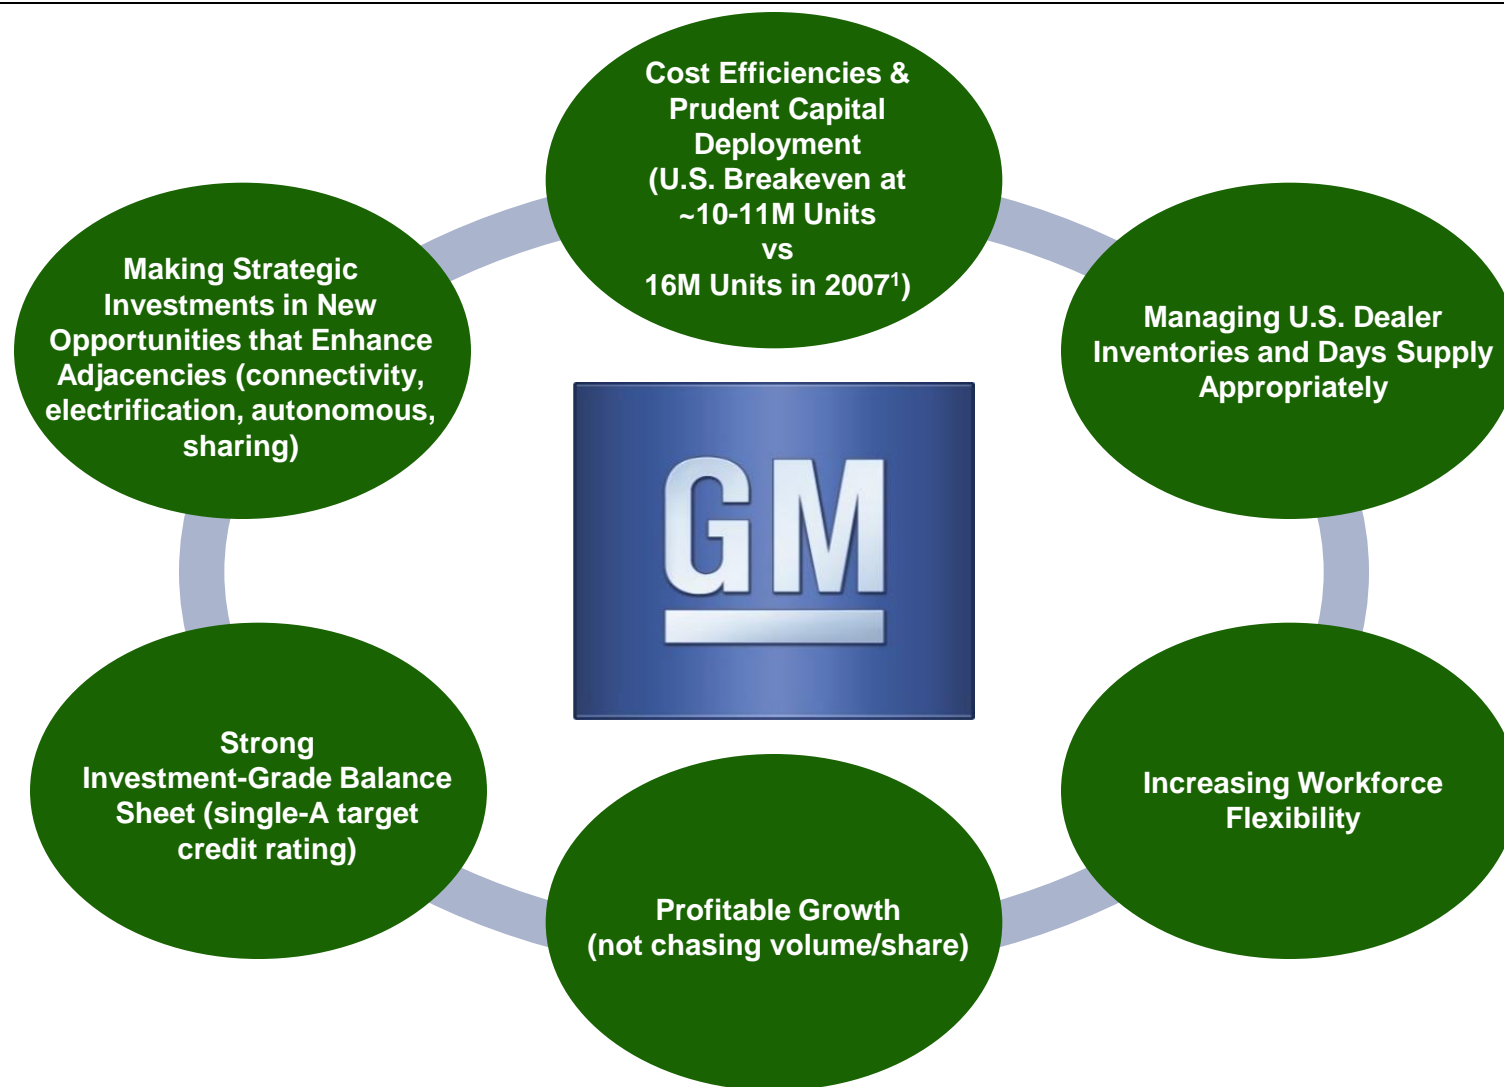 Cost Efficiencies &
Prudent Capital
Deployment
(U.S. Breakeven at
~10-11M Units
vs
16M Units in 2007¹)
Managing U.S. Dealer
Inventories and Days Supply
Appropriately
Increasing Workforce
Flexibility
Profitable Growth
(not chasing volume/share)
Strong
Investment-Grade Balance
Sheet (single-A target
credit rating)
Making Strategic
Investments in New
Opportunities that Enhance
Adjacencies (connectivity,
electrification, autonomous,
sharing)
GM